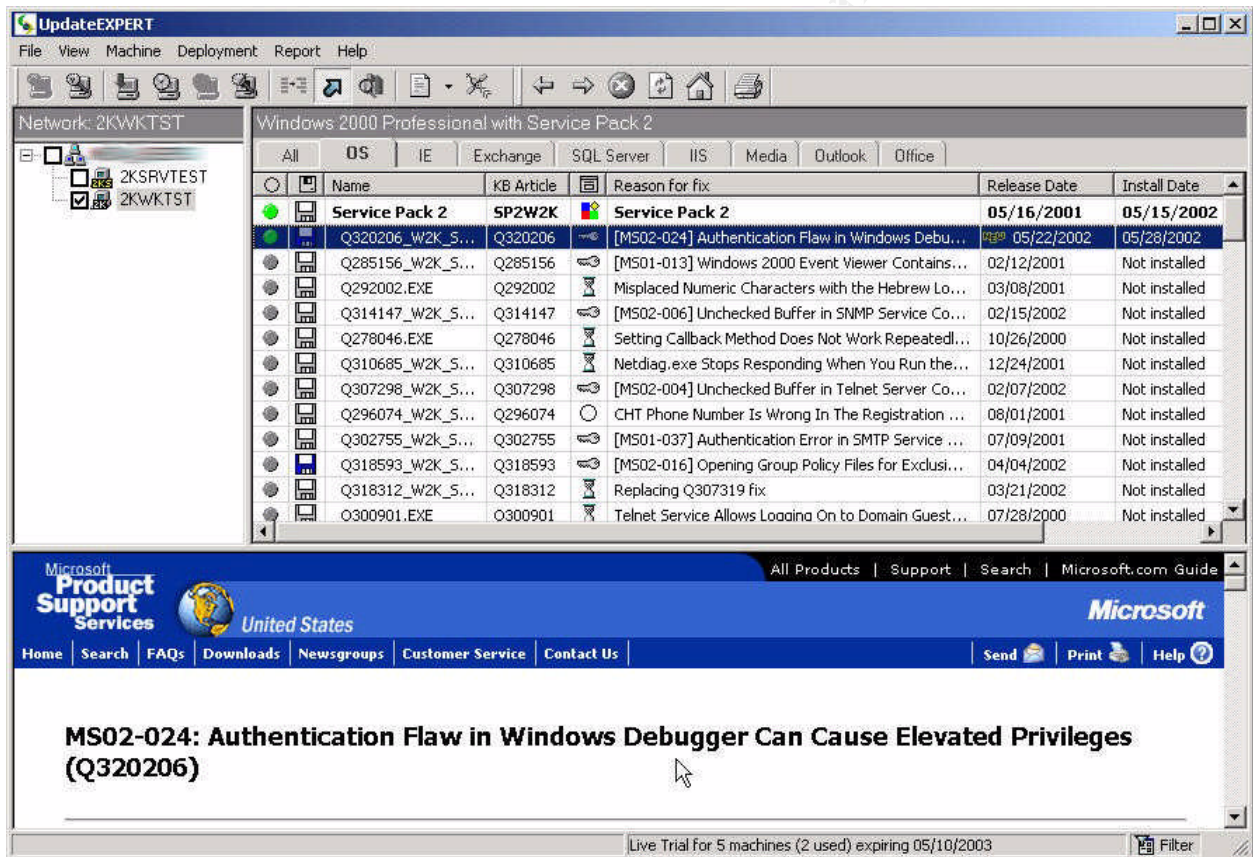 UpdateEXPERT
File View Machine Deployment Report Help
Network: 2KWKTST
2KSRVTEST
2KWKTST
Windows 2000 Professional with Service Pack 2
All OS IE Exchange SQL Server IIS Media Outlook Office
Name KB Article Reason for fix Release Date Install Date
Service Pack 2 SP2W2K Service Pack 2 05/16/2001 05/15/2002
Q320206_W2K_S... Q320206 [MS02-024] Authentication Flaw in Windows Debu... NEW 05/22/2002 05/28/2002
Q285156_W2K_S... Q285156 [MS01-013] Windows 2000 Event Viewer Contains... 02/12/2001 Not installed
Q292002.EXE Q292002 Misplaced Numeric Characters with the Hebrew Lo... 03/08/2001 Not installed
Q314147_W2K_S... Q314147 [MS02-006] Unchecked Buffer in SNMP Service Co... 02/15/2002 Not installed
Q278046.EXE Q278046 Setting Callback Method Does Not Work Repeatedl... 10/26/2000 Not installed
Q310685_W2K_S... Q310685 Netdiag.exe Stops Responding When You Run the... 12/24/2001 Not installed
Q307298_W2K_S... Q307298 [MS02-004] Unchecked Buffer in Telnet Server Co... 02/07/2002 Not installed
Q296074_W2K_S... Q296074 CHT Phone Number Is Wrong In The Registration ... 08/01/2001 Not installed
Q302755_W2k_S... Q302755 [MS01-037] Authentication Error in SMTP Service ... 07/09/2001 Not installed
Q318593_W2K_S... Q318593 [MS02-016] Opening Group Policy Files for Exclusi... 04/04/2002 Not installed
Q318312_W2K_S... Q318312 Replacing Q307319 fix 03/21/2002 Not installed
Q300901.EXE Q300901 Telnet Service Allows Logging On to Domain Guest... 07/28/2000 Not installed
All Products | Support | Search | Microsoft.com Guide
Microsoft
Product
Support
Services
United States
Microsoft
Home | Search | FAQs | Downloads | Newsgroups | Customer Service | Contact Us |
| Send | Print | Help
MS02-024: Authentication Flaw in Windows Debugger Can Cause Elevated Privileges
(Q320206)
Live Trial for 5 machines (2 used) expiring 05/10/2003
Filter